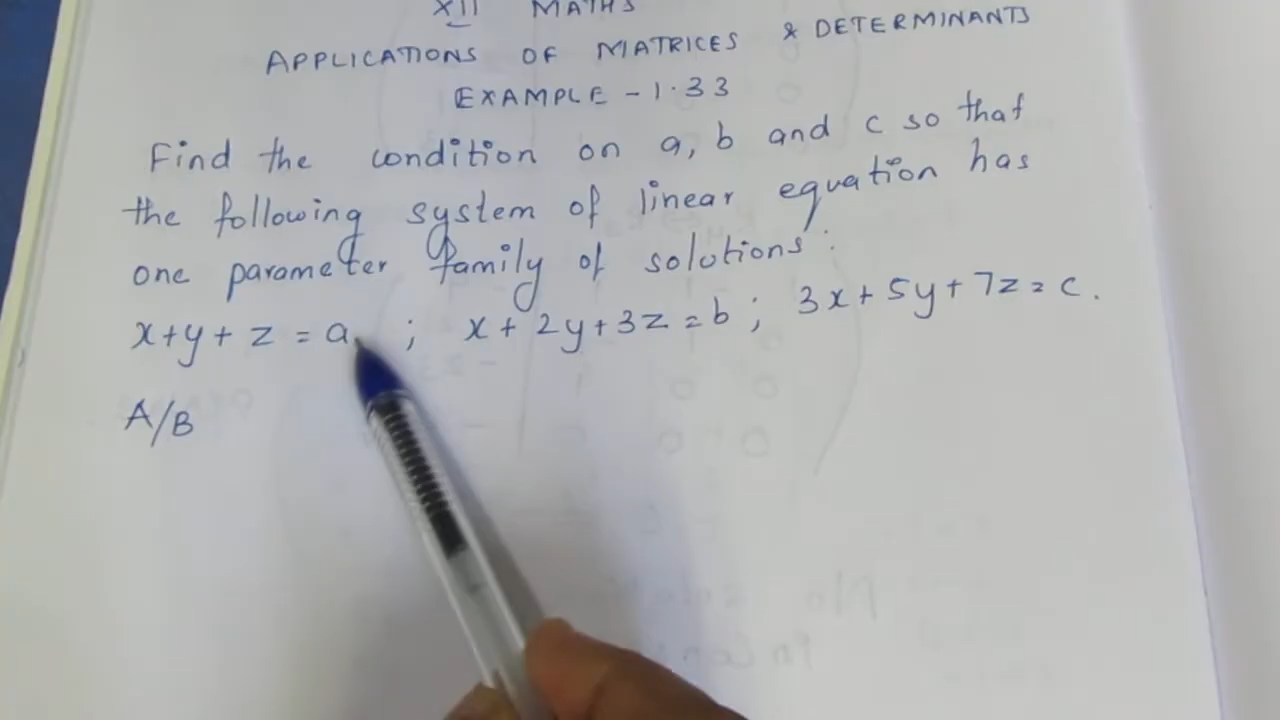 XII MATHS
APPLICATIONS OF MATRICES & DETERMINANTS
EXAMPLE - 1.33
Find the condition on a, b and c so that
the following system of linear equation has
one parameter family of solutions:
x+y+z = a ; x+2y+3z = b ; 3x+5y+7z = c.
A/B